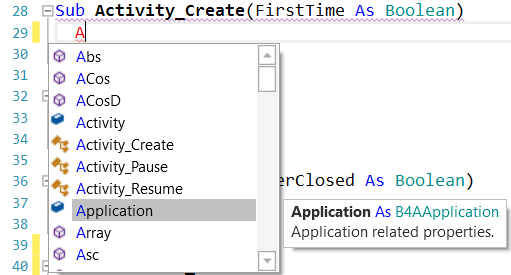 28 Sub Activity_Create(FirstTime As Boolean)
29 A
30 Abs
31 ACos
ACosD
32 Activity
33 Activity_Create
34 Activity_Pause
35 Activity_Resume
36 erClosed As Boolean)
Application
Application As B4AApplication
Application related properties.
37 Array
38 Asc
39
40